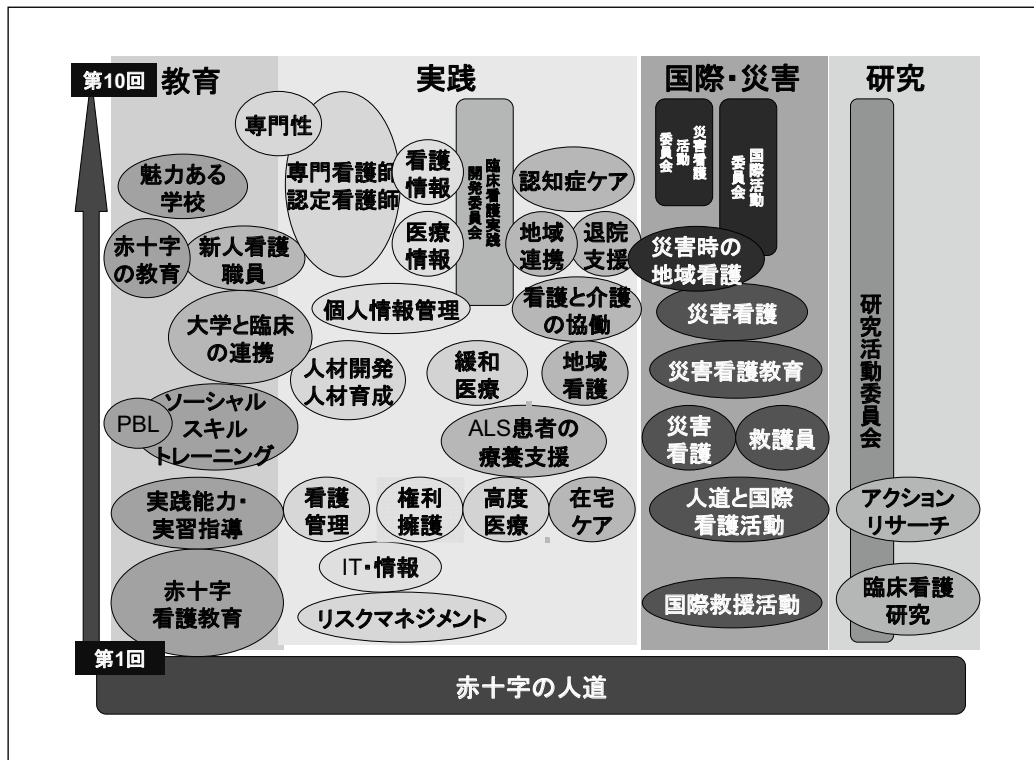 第10回
教育
実践
国際・災害
研究
専門性
専門看護師
認定看護師
看護
情報
医療
情報
臨床看護実践
開発委員会
認知症ケア
地域
連携
退院
支援
災害看護
活動
委員会
国際活動
委員会
魅力ある
学校
赤十字
の教育
新人看護
職員
災害時の
地域看護
個人情報管理
看護と介護
の協働
災害看護
大学と臨床
の連携
人材開発
人材育成
緩和
医療
地域
看護
災害看護教育
研究活動委員会
PBL
ソーシャル
スキル
トレーニング
ALS患者の
療養支援
災害
看護
救護員
実践能力・
実習指導
看護
管理
権利
擁護
高度
医療
在宅
ケア
人道と国際
看護活動
アクション
リサーチ
IT・情報
赤十字
看護教育
リスクマネジメント
国際救援活動
臨床看護
研究
第1回
赤十字の人道